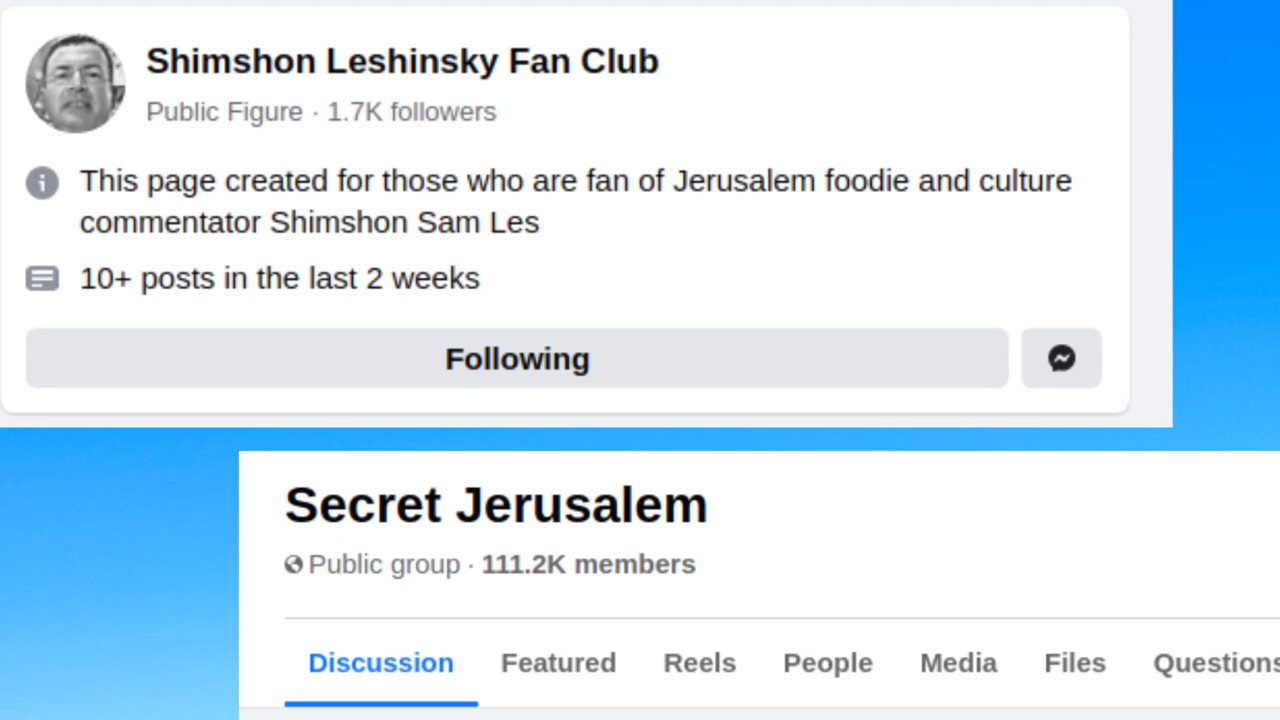 Shimshon Leshinsky Fan Club
Public Figure · 1.7K followers
This page created for those who are fan of Jerusalem foodie and culture
commentator Shimshon Sam Les
10+ posts in the last 2 weeks
Following
Secret Jerusalem
Public group · 111.2K members
Discussion Featured Reels People Media Files Questions